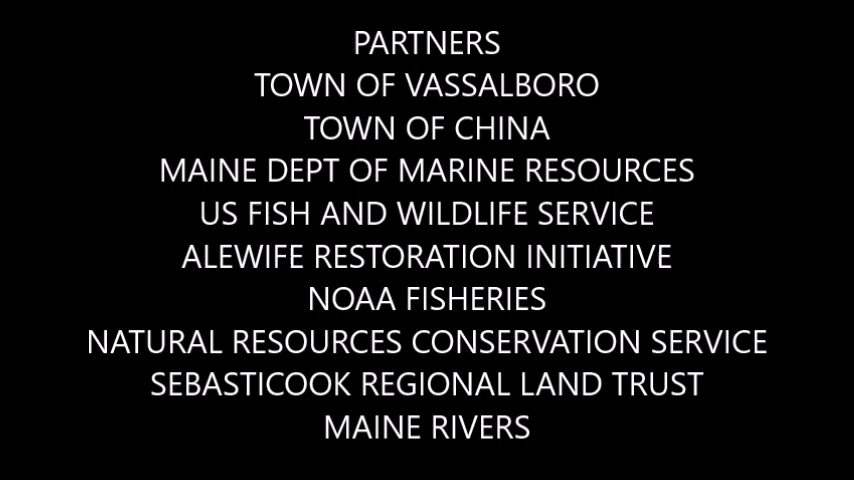 PARTNERS
TOWN OF VASSALBORO
TOWN OF CHINA
MAINE DEPT OF MARINE RESOURCES
US FISH AND WILDLIFE SERVICE
ALEWIFE RESTORATION INITIATIVE
NOAA FISHERIES
NATURAL RESOURCES CONSERVATION SERVICE
SEBASTICOOK REGIONAL LAND TRUST
MAINE RIVERS